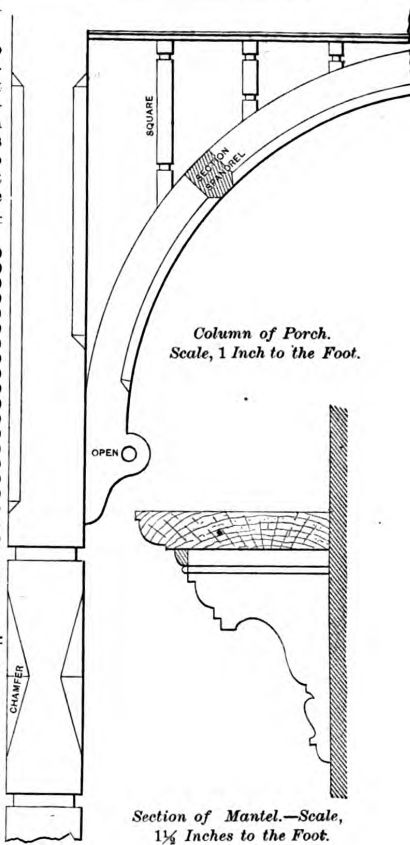 SQUARE
SECTION
SPANDREL
Column of Porch.
Scale, 1 Inch to the Foot.
OPEN
CHAMFER
Section of Mantel.—Scale,
1½ Inches to the Foot.